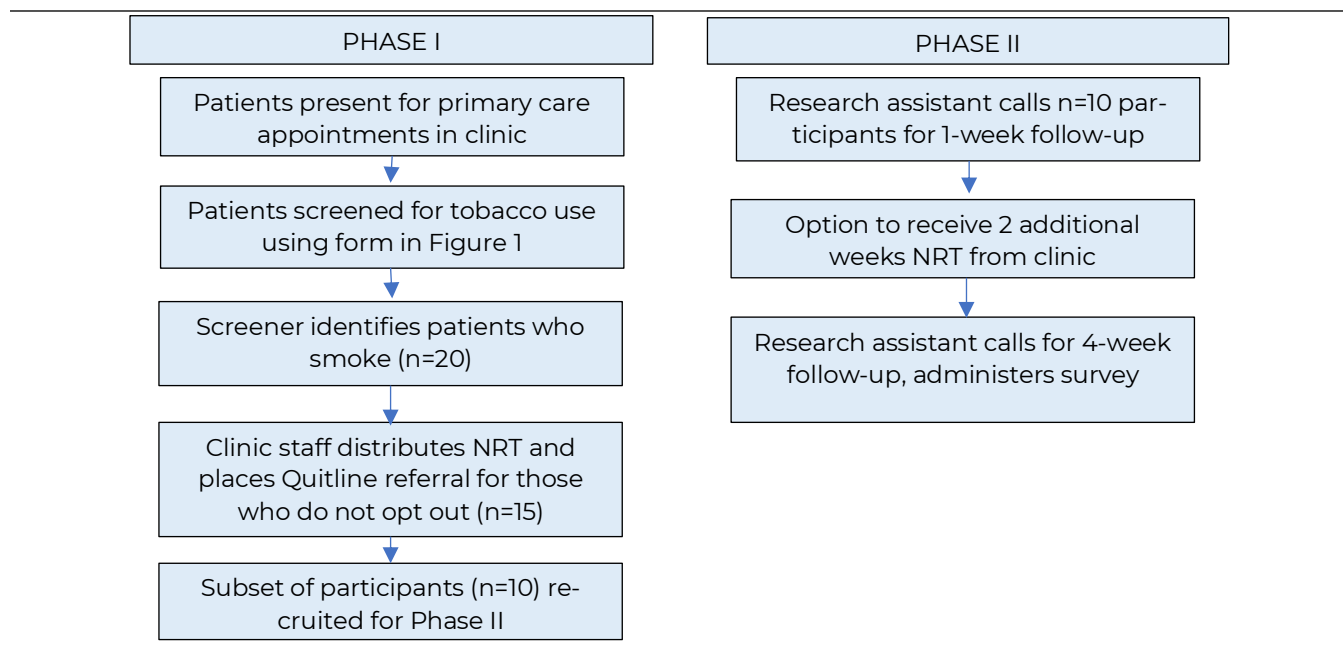 PHASE I
Patients present for primary care
appointments in clinic
Patients screened for tobacco use
using form in Figure 1
Screener identifies patients who
smoke (n=20)
Clinic staff distributes NRT and
places Quitline referral for those
who do not opt out (n=15)
Subset of participants (n=10) re-
cruited for Phase II
PHASE II
Research assistant calls n=10 par-
ticipants for 1-week follow-up
Option to receive 2 additional
weeks NRT from clinic
Research assistant calls for 4-week
follow-up, administers survey